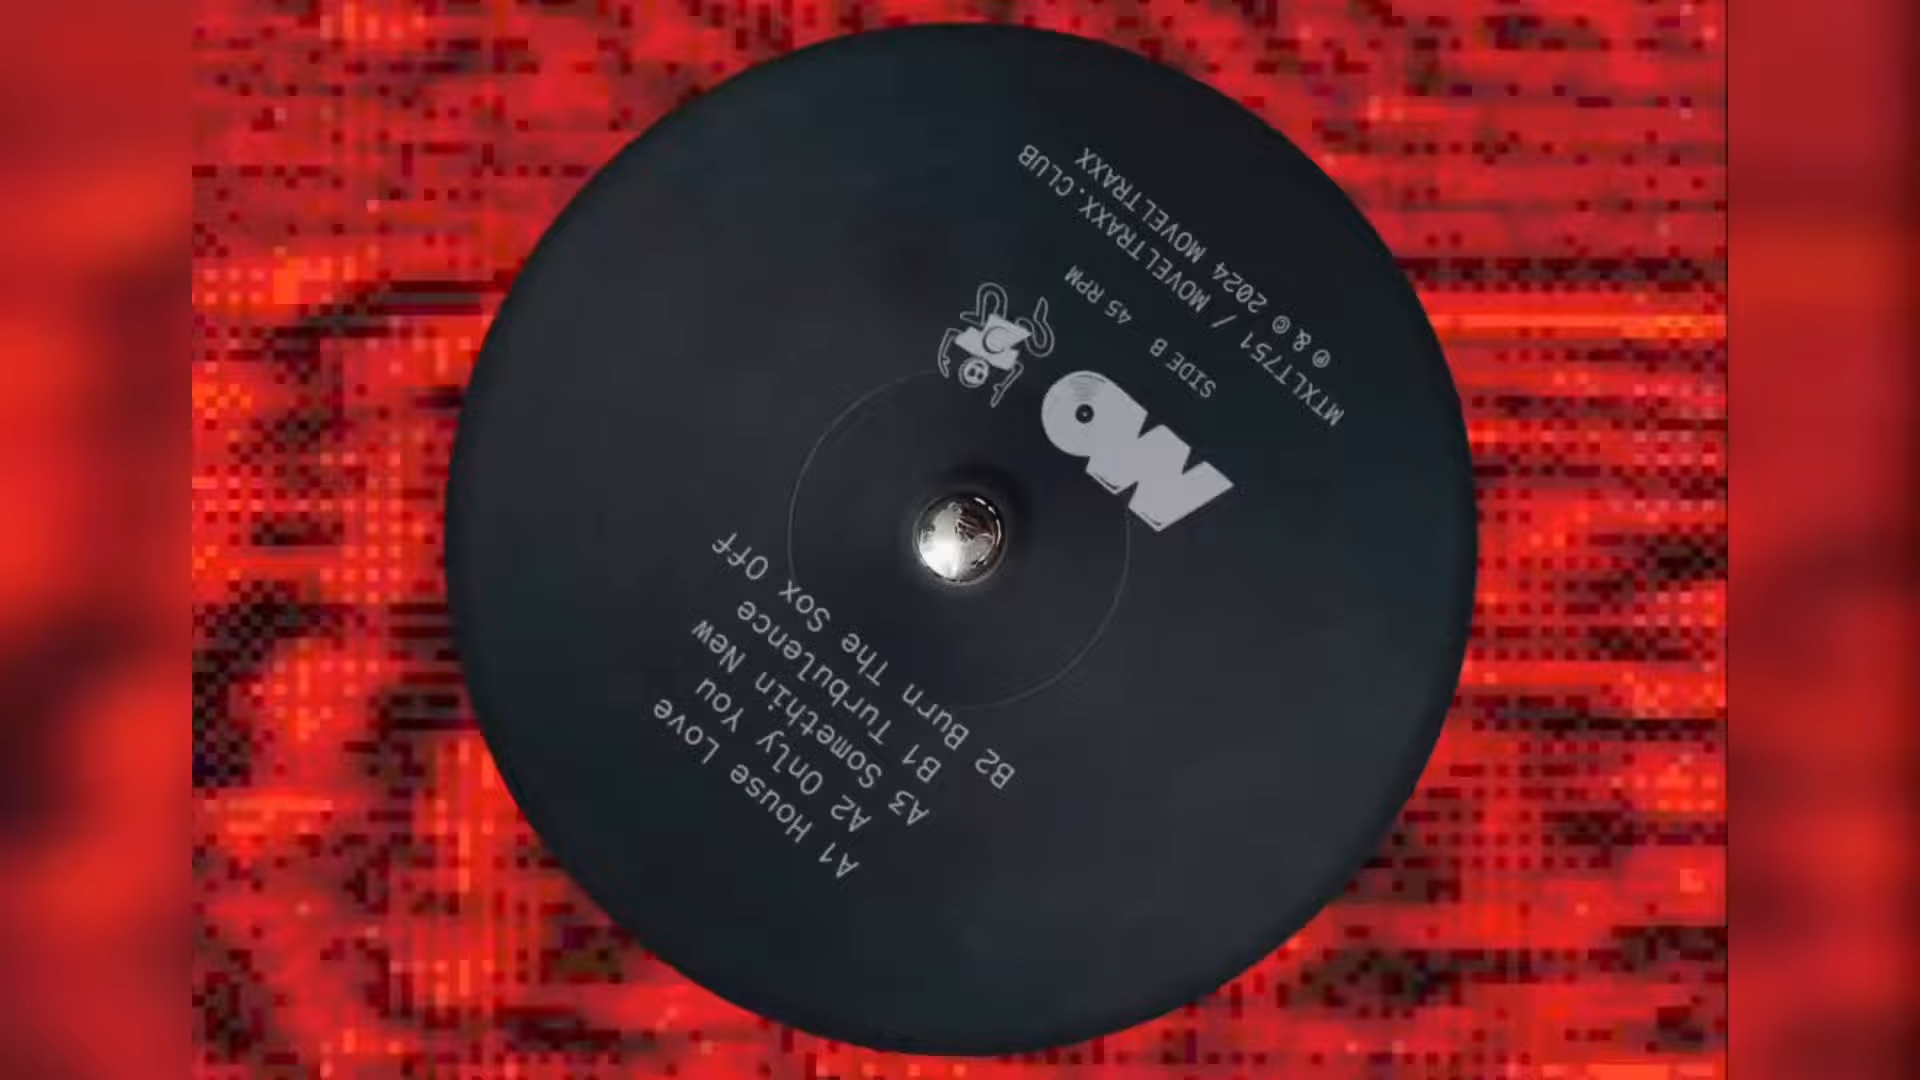 A1 House Love
A2 Only You
A3 Somethin New
B1 Turbulence
B2 Burn The Sox Off
SIDE B 45 RPM
MTXLT751 / MOVELTRAXX.CLUB
℗ & © 2024 MOVELTRAXX